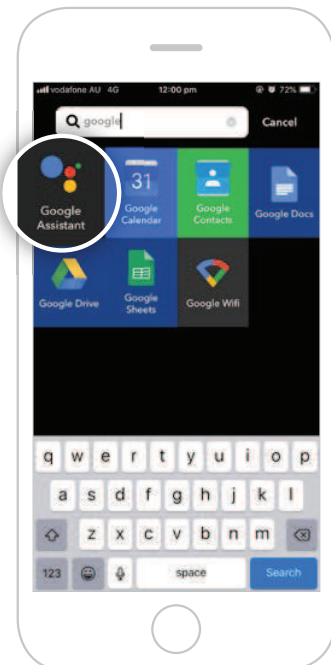 vodafone AU 4G 12:00 pm 72%
google Cancel
Google Assistant
31
Google Calendar
Google Contacts
Google Docs
Google Drive
Google Sheets
Google Wifi
q w e r t y u i o p
a s d f g h j k l
z x c v b n m
123 space Search